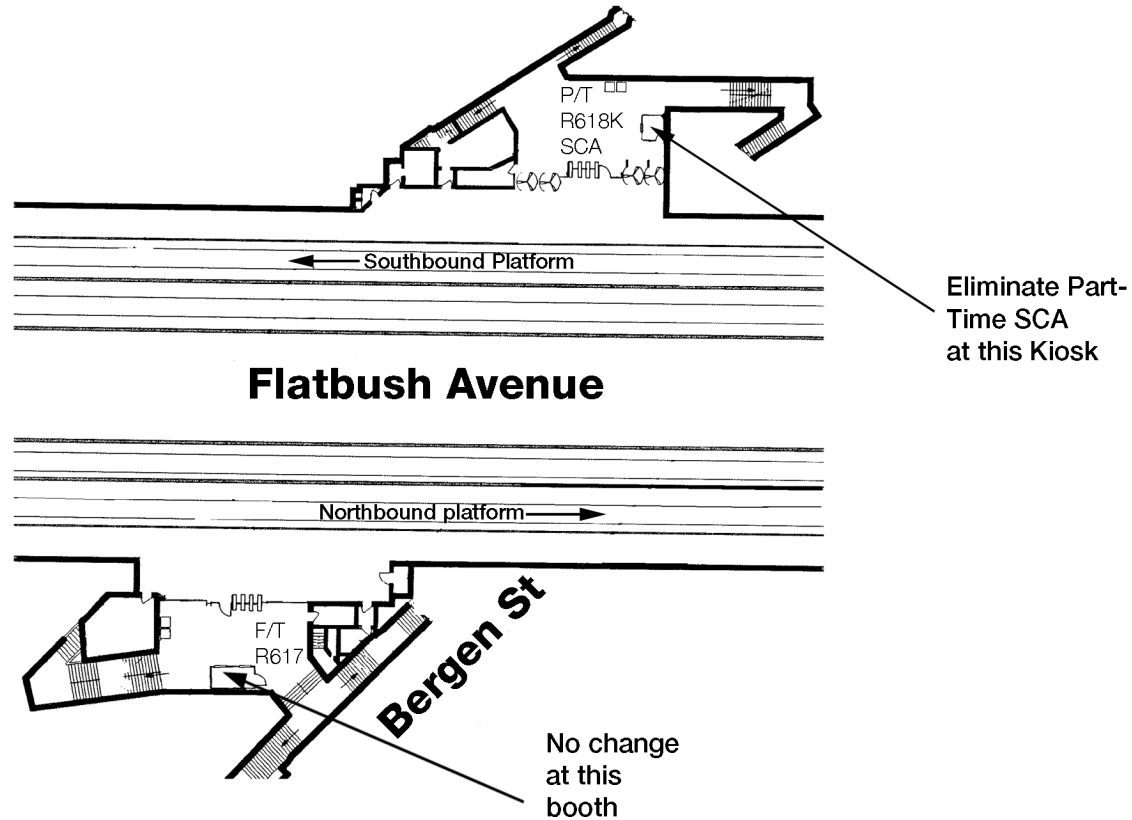 P/T
R618K
SCA
Southbound Platform
Eliminate Part-
Time SCA
at this Kiosk
Flatbush Avenue
Northbound platform
Bergen St
F/T
R617
No change
at this
booth